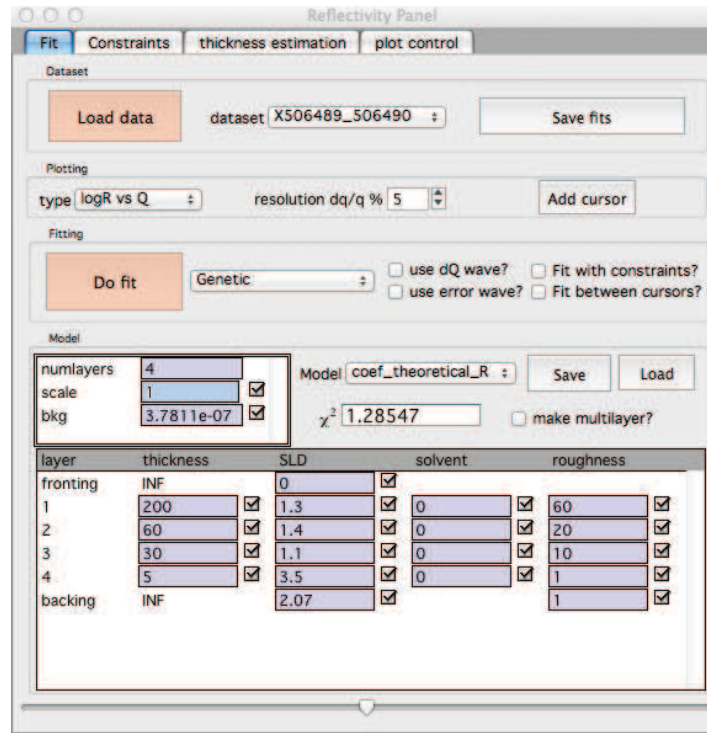 Reflectivity Panel
Fit Constraints thickness estimation plot control
Dataset
Load data dataset X506489_506490 Save fits
Plotting
type logR vs Q resolution dq/q % 5 Add cursor
Fitting
Do fit Genetic use dQ wave? Fit with constraints?
use error wave? Fit between cursors?
Model
numlayers 4 Model coef_theoretical_R Save Load
scale 1
bkg 3.7811e-07 χ² 1.28547 make multilayer?
layer thickness SLD solvent roughness
fronting INF 0
1 200 1.3 0 60
2 60 1.4 0 20
3 30 1.1 0 10
4 5 3.5 0 1
backing INF 2.07 1